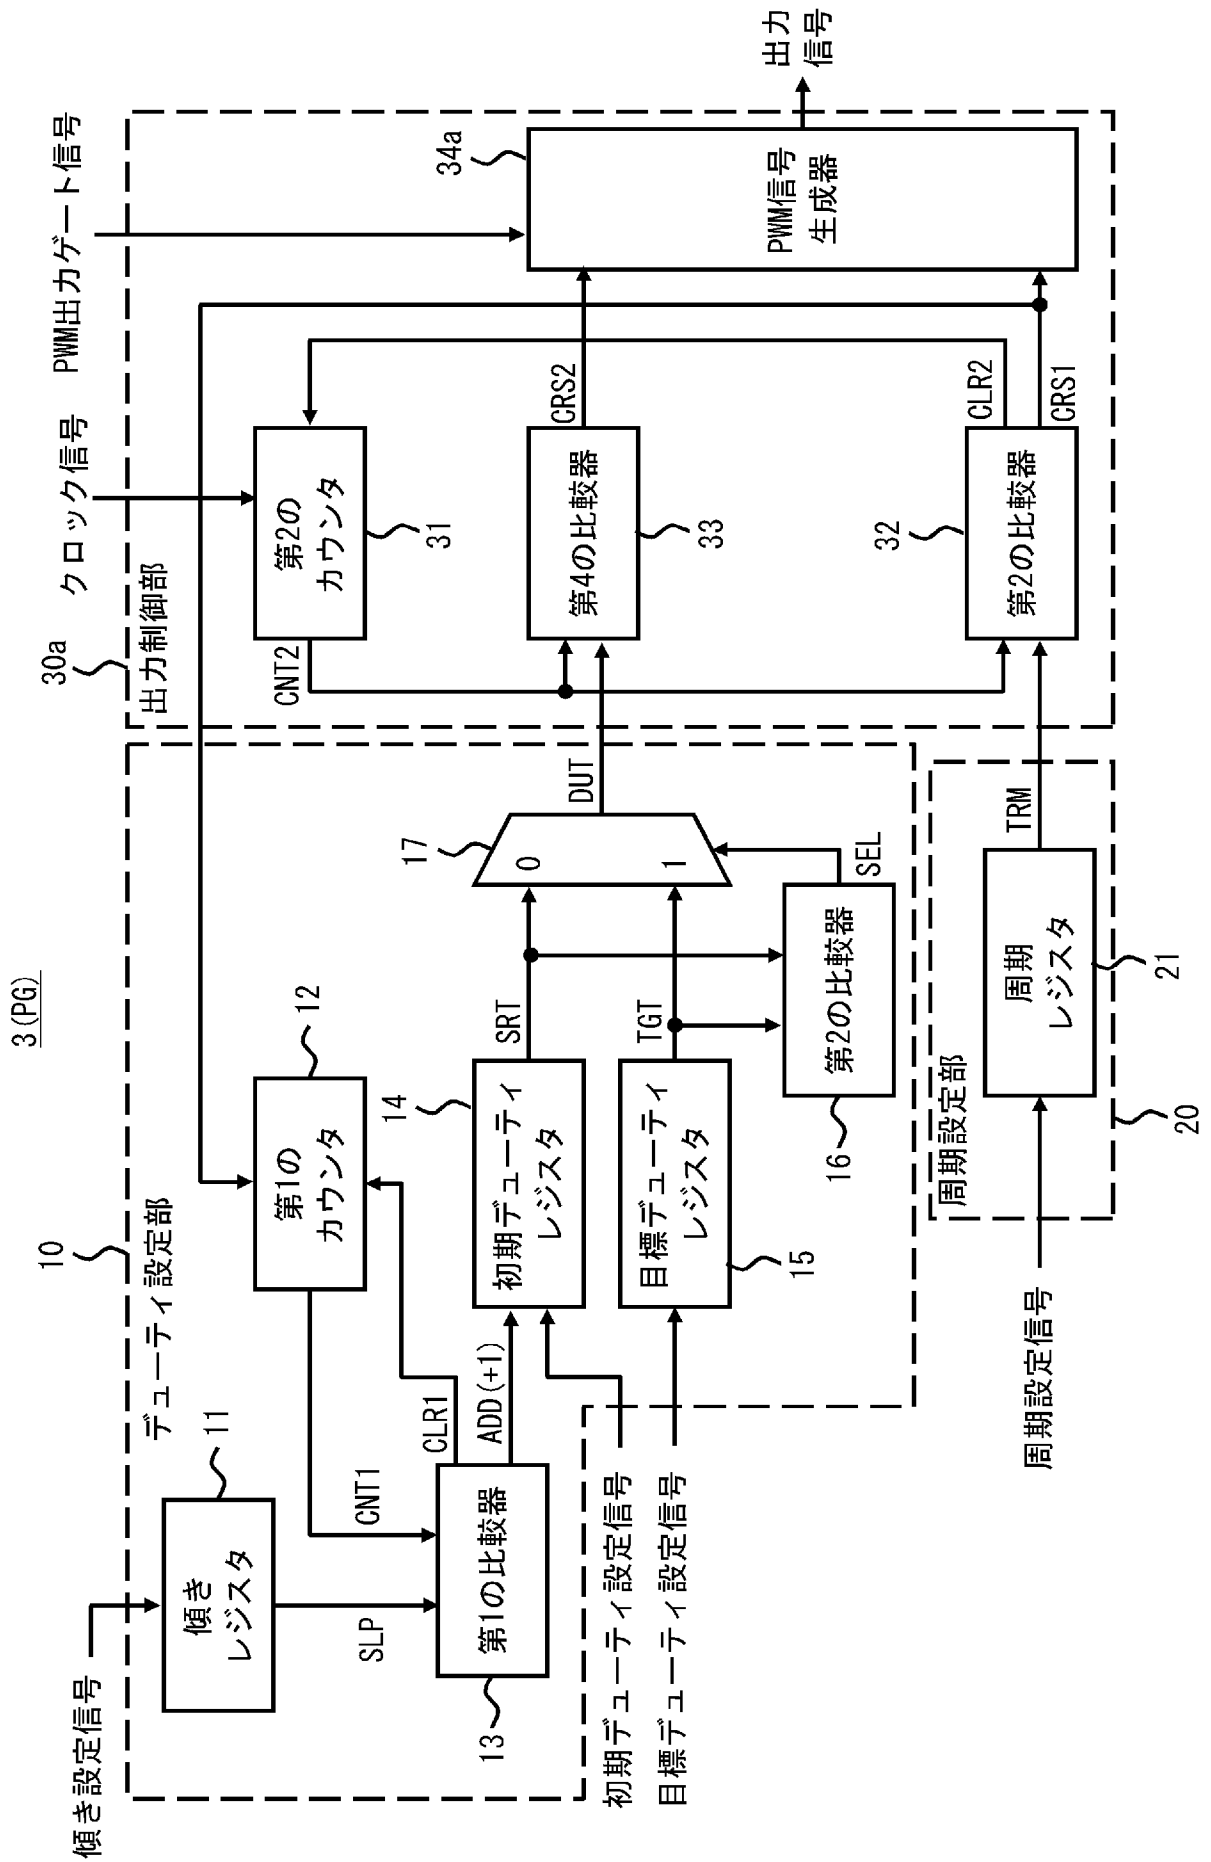 3(PG)
傾き設定信号
10
デューティ設定部
傾き
レジスタ
11
SLP
CNT1
第1の
カウンタ
12
第1の比較器
13
CLR1
ADD(+1)
初期デューティ設定信号
目標デューティ設定信号
初期デューティ
レジスタ
14
SRT
目標デューティ
レジスタ
15
TGT
第2の比較器
16
SEL
17
0
1
DUT
周期設定信号
周期設定部
20
周期
レジスタ
21
TRM
30a
出力制御部
クロック信号
PWM出力ゲート信号
第2の
カウンタ
31
CNT2
第4の比較器
33
CRS2
第2の比較器
32
CLR2
CRS1
PWM信号
生成器
34a
出力
信号